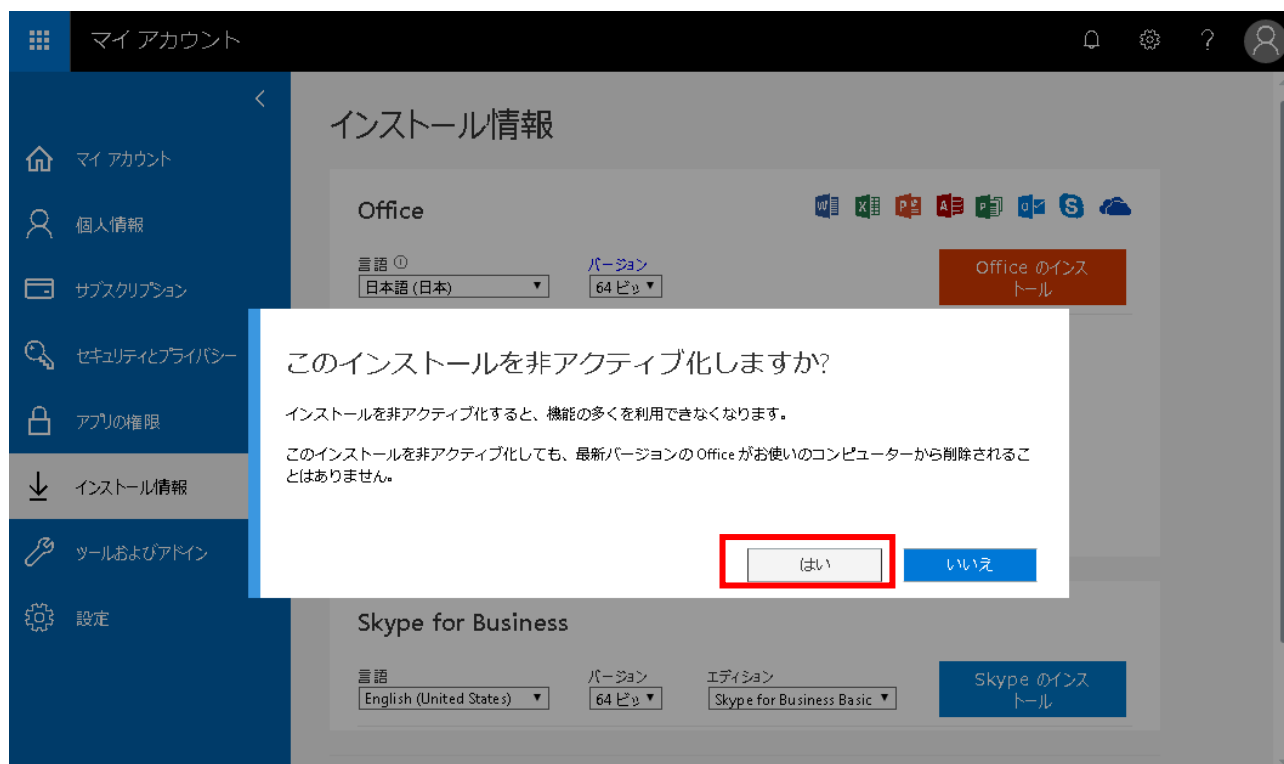 マイ アカウント
?
マイ アカウント
個人情報
サブスクリプション
セキュリティとプライバシー
アプリの権限
インストール情報
ツールおよびアドイン
設定
インストール情報
Office
言語
バージョン
日本語 (日本)
64 ビッ
Office のインス
トール
このインストールを非アクティブ化しますか?
インストールを非アクティブ化すると、機能の多くを利用できなくなります。
このインストールを非アクティブ化しても、最新バージョンの Office がお使いのコンピューターから削除されるこ
とはありません。
はい
いいえ
Skype for Business
言語
バージョン
エディション
English (United States)
64 ビッ
Skype for Business Basic
Skype のインス
トール